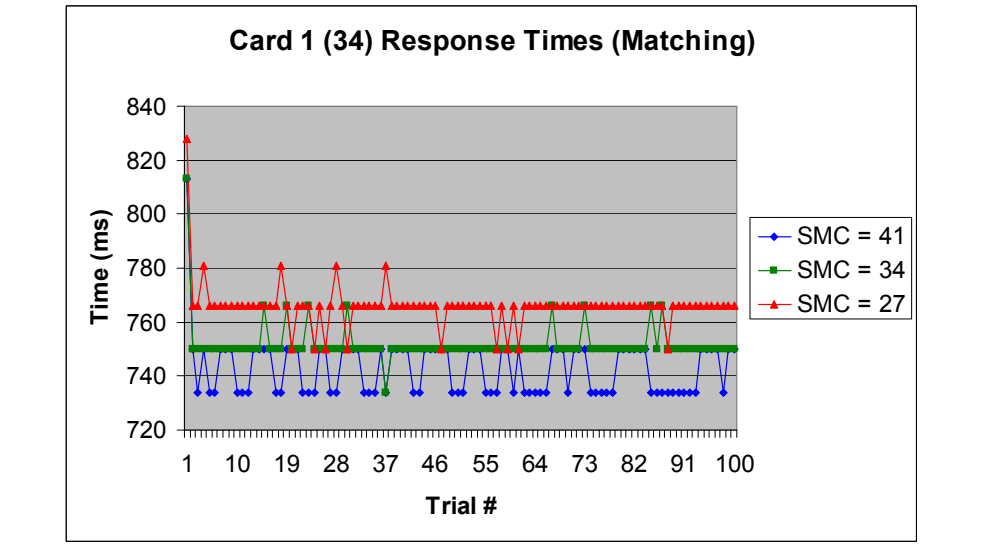 Card 1 (34) Response Times (Matching)
840
820
800
780
760
740
720
Time (ms)
1 10 19 28 37 46 55 64 73 82 91 100
Trial #
SMC = 41
SMC = 34
SMC = 27